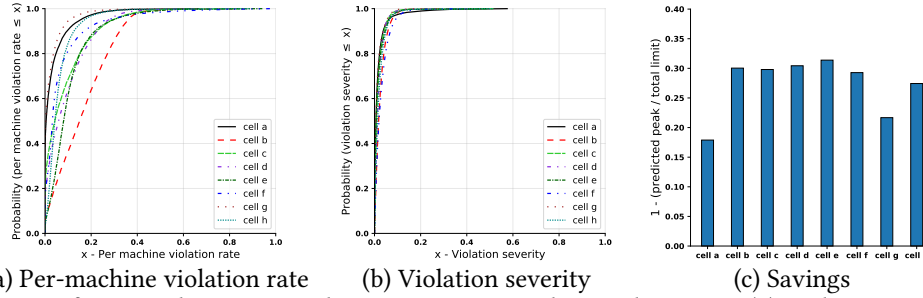 1.0
0.8
0.6
0.4
0.2
0.0
0.0 0.2 0.4 0.6 0.8 1.0
Probability (per machine violation rate ≤ x)
x - Per machine violation rate
cell a
cell b
cell c
cell d
cell e
cell f
cell g
cell h
a) Per-machine violation rate
1.0
0.8
0.6
0.4
0.2
0.0
0.0 0.2 0.4 0.6 0.8 1.0
Probability (violation severity ≤ x)
x - Violation severity
cell a
cell b
cell c
cell d
cell e
cell f
cell g
cell h
(b) Violation severity
0.40
0.35
0.30
0.25
0.20
0.15
0.10
0.05
0.00
1 - (predicted peak / total limit)
cell a cell b cell c cell d cell e cell f cell g cell
(c) Savings